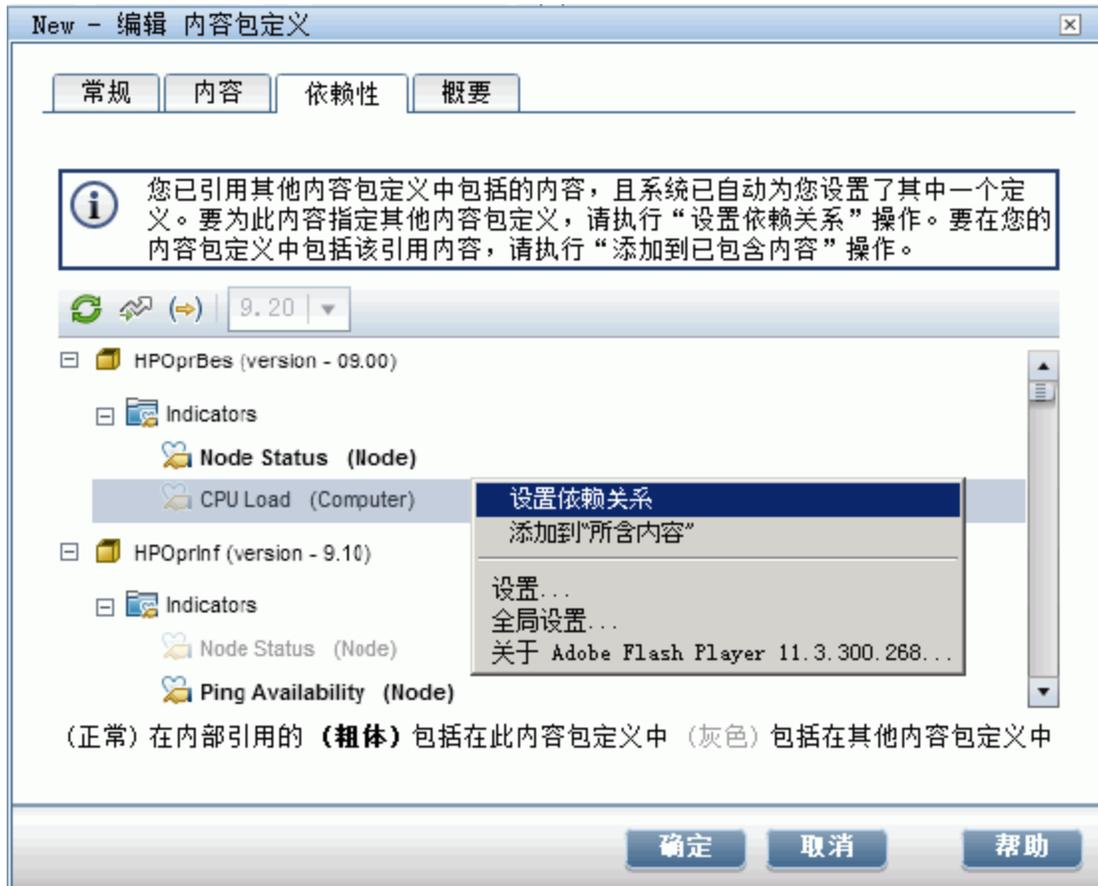 New - 编辑 内容包定义
常规 内容 依赖性 概要
您已引用其他内容包定义中包括的内容，且系统已自动为您设置了其中一个定
义。要为此内容指定其他内容包定义，请执行“设置依赖关系”操作。要在您的
内容包定义中包括该引用内容，请执行“添加到已包含内容”操作。
9.20
HPOprBes (version - 09.00)
Indicators
Node Status (Node)
CPU Load (Computer)
设置依赖关系
添加到“所含内容”
HPOprInf (version - 9.10)
设置...
Indicators
全局设置...
Node Status (Node)
关于 Adobe Flash Player 11.3.300.268...
Ping Availability (Node)
(正常) 在内部引用的 (粗体) 包括在此内容包定义中 (灰色) 包括在其他内容包定义中
确定 取消 帮助